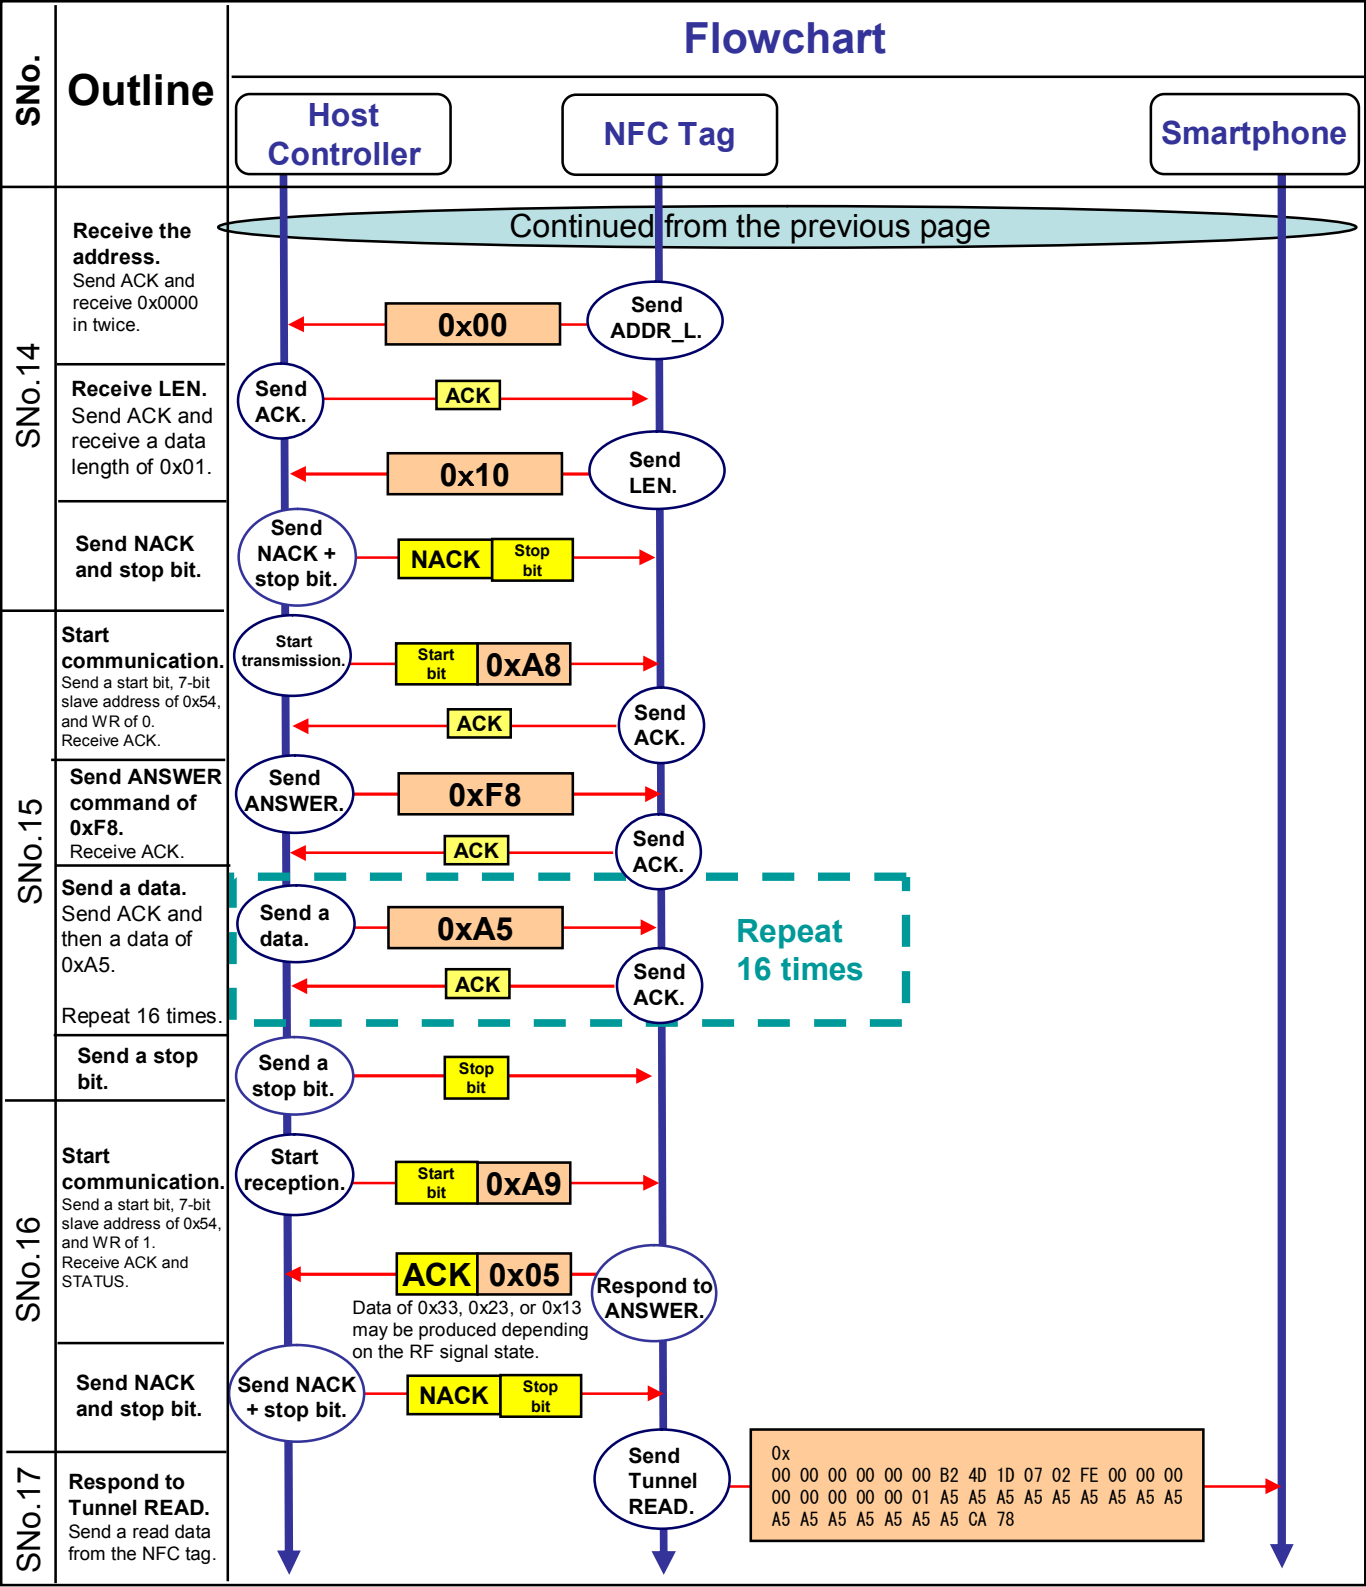 Flowchart
SNo.
Outline
Host
Controller
NFC Tag
Smartphone
Continued from the previous page
SNo.14
Receive the
address.
Send ACK and
receive 0x0000
in twice.
0x00
Send
ADDR_L.
Receive LEN.
Send ACK and
receive a data
length of 0x01.
Send
ACK.
ACK
0x10
Send
LEN.
Send NACK
and stop bit.
Send
NACK +
stop bit.
NACK
Stop
bit
SNo.15
Start
communication.
Send a start bit, 7-bit
slave address of 0x54,
and WR of 0.
Receive ACK.
Start
transmission.
Start
bit
0xA8
ACK
Send
ACK.
Send ANSWER
command of
0xF8.
Receive ACK.
Send
ANSWER.
0xF8
ACK
Send
ACK.
Send a data.
Send ACK and
then a data of
0xA5.
Repeat 16 times.
Send a
data.
0xA5
ACK
Send
ACK.
Repeat
16 times
Send a stop
bit.
Send a
stop bit.
Stop
bit
SNo.16
Start
communication.
Send a start bit, 7-bit
slave address of 0x54,
and WR of 1.
Receive ACK and
STATUS.
Start
reception.
Start
bit
0xA9
ACK
0x05
Respond to
ANSWER.
Data of 0x33, 0x23, or 0x13
may be produced depending
on the RF signal state.
Send NACK
and stop bit.
Send NACK
+ stop bit.
NACK
Stop
bit
SNo.17
Respond to
Tunnel READ.
Send a read data
from the NFC tag.
Send
Tunnel
READ.
0x
00 00 00 00 00 00 B2 4D 1D 07 02 FE 00 00 00
00 00 00 00 00 01 A5 A5 A5 A5 A5 A5 A5 A5 A5
A5 A5 A5 A5 A5 A5 A5 CA 78